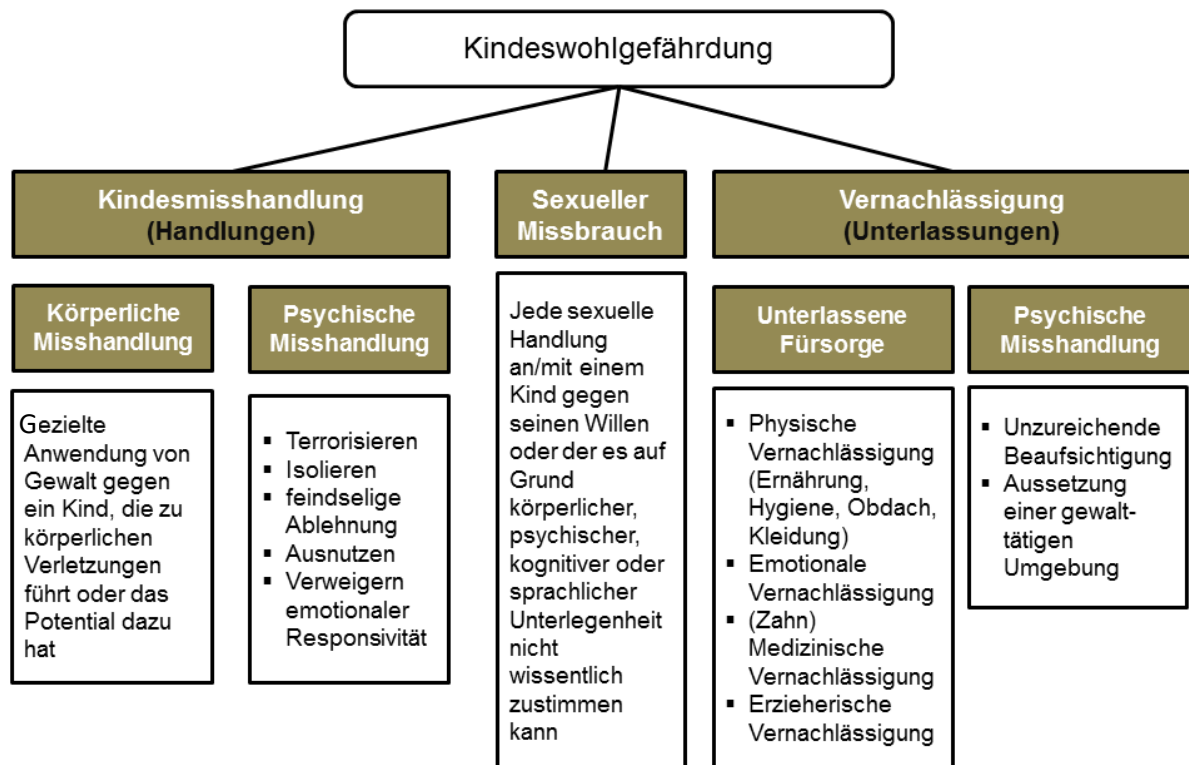 Kindeswohlgefährdung
Kindesmisshandlung
(Handlungen)
Sexueller
Missbrauch
Vernachlässigung
(Unterlassungen)
Körperliche
Misshandlung
Psychische
Misshandlung
Unterlassene
Fürsorge
Psychische
Misshandlung
Gezielte
Anwendung von
Gewalt gegen
ein Kind, die zu
körperlichen
Verletzungen
führt oder das
Potential dazu
hat
▪ Terrorisieren
▪ Isolieren
▪ feindselige
Ablehnung
▪ Ausnutzen
▪ Verweigern
emotionaler
Responsivität
Jede sexuelle
Handlung
an/mit einem
Kind gegen
seinen Willen
oder der es auf
Grund
körperlicher,
psychischer,
kognitiver oder
sprachlicher
Unterlegenheit
nicht
wissentlich
zustimmen
kann
▪ Physische
Vernachlässigung
(Ernährung,
Hygiene, Obdach,
Kleidung)
▪ Emotionale
Vernachlässigung
▪ (Zahn)
Medizinische
Vernachlässigung
▪ Erzieherische
Vernachlässigung
▪ Unzureichende
Beaufsichtigung
▪ Aussetzung
einer gewalt-
tätigen
Umgebung